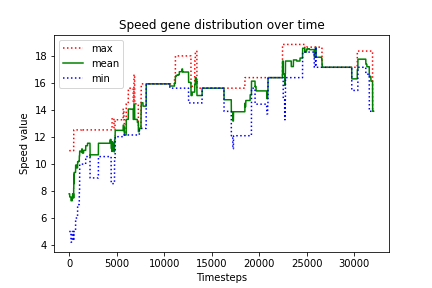 Speed gene distribution over time
max
mean
min
Speed value
18
16
14
12
10
8
6
4
0
5000
10000
15000
20000
25000
30000
Timesteps